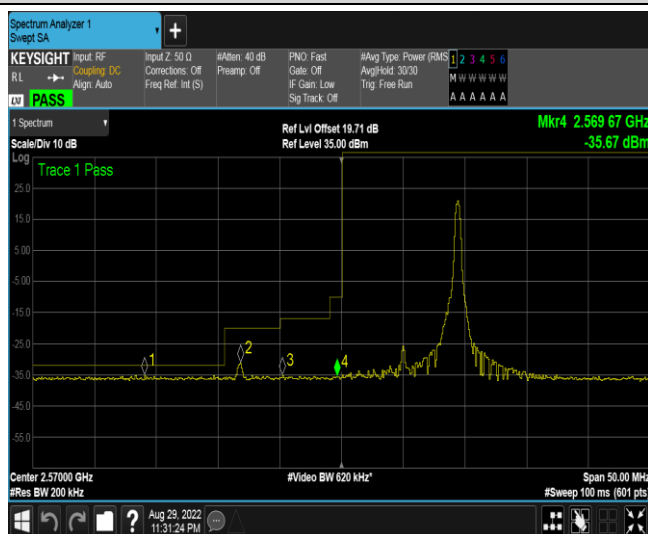 Spectrum Analyzer 1
Swept SA
+
KEYSIGHT
RL
LXI PASS
Input: RF
Coupling: DC
Align: Auto
Input Z: 50 Ω
Corrections: Off
Freq Ref: Int (S)
#Atten: 40 dB
Preamp: Off
PNO: Fast
Gate: Off
IF Gain: Low
Sig Track: Off
#Avg Type: Power (RMS
Avg|Hold: 30/30
Trig: Free Run
1 2 3 4 5 6
M W W W W W
A A A A A A
1 Spectrum
Scale/Div 10 dB
Ref Lvl Offset 19.71 dB
Ref Level 35.00 dBm
Mkr4 2.569 67 GHz
-35.67 dBm
Log
Trace 1 Pass
25.0
15.0
5.00
-5.00
-15.0
-25.0
-35.0
-45.0
-55.0
1
2
3
4
Center 2.57000 GHz
#Res BW 200 kHz
#Video BW 620 kHz*
Span 50.00 MHz
#Sweep 100 ms (601 pts)
?
Aug 29, 2022
11:31:24 PM